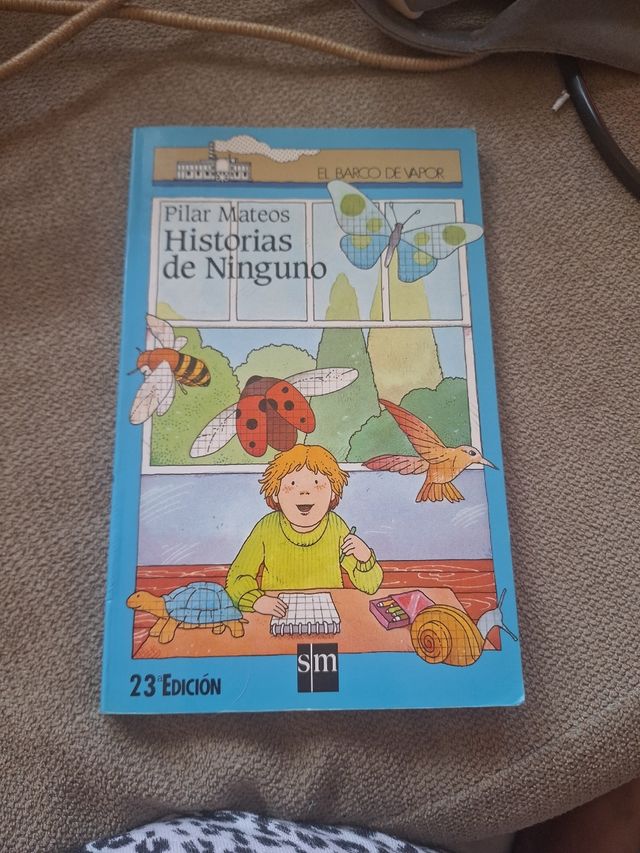 EL BARCO DE VAPOR
Pilar Mateos
Historias
de Ninguno
sm
23ª EDICIÓN